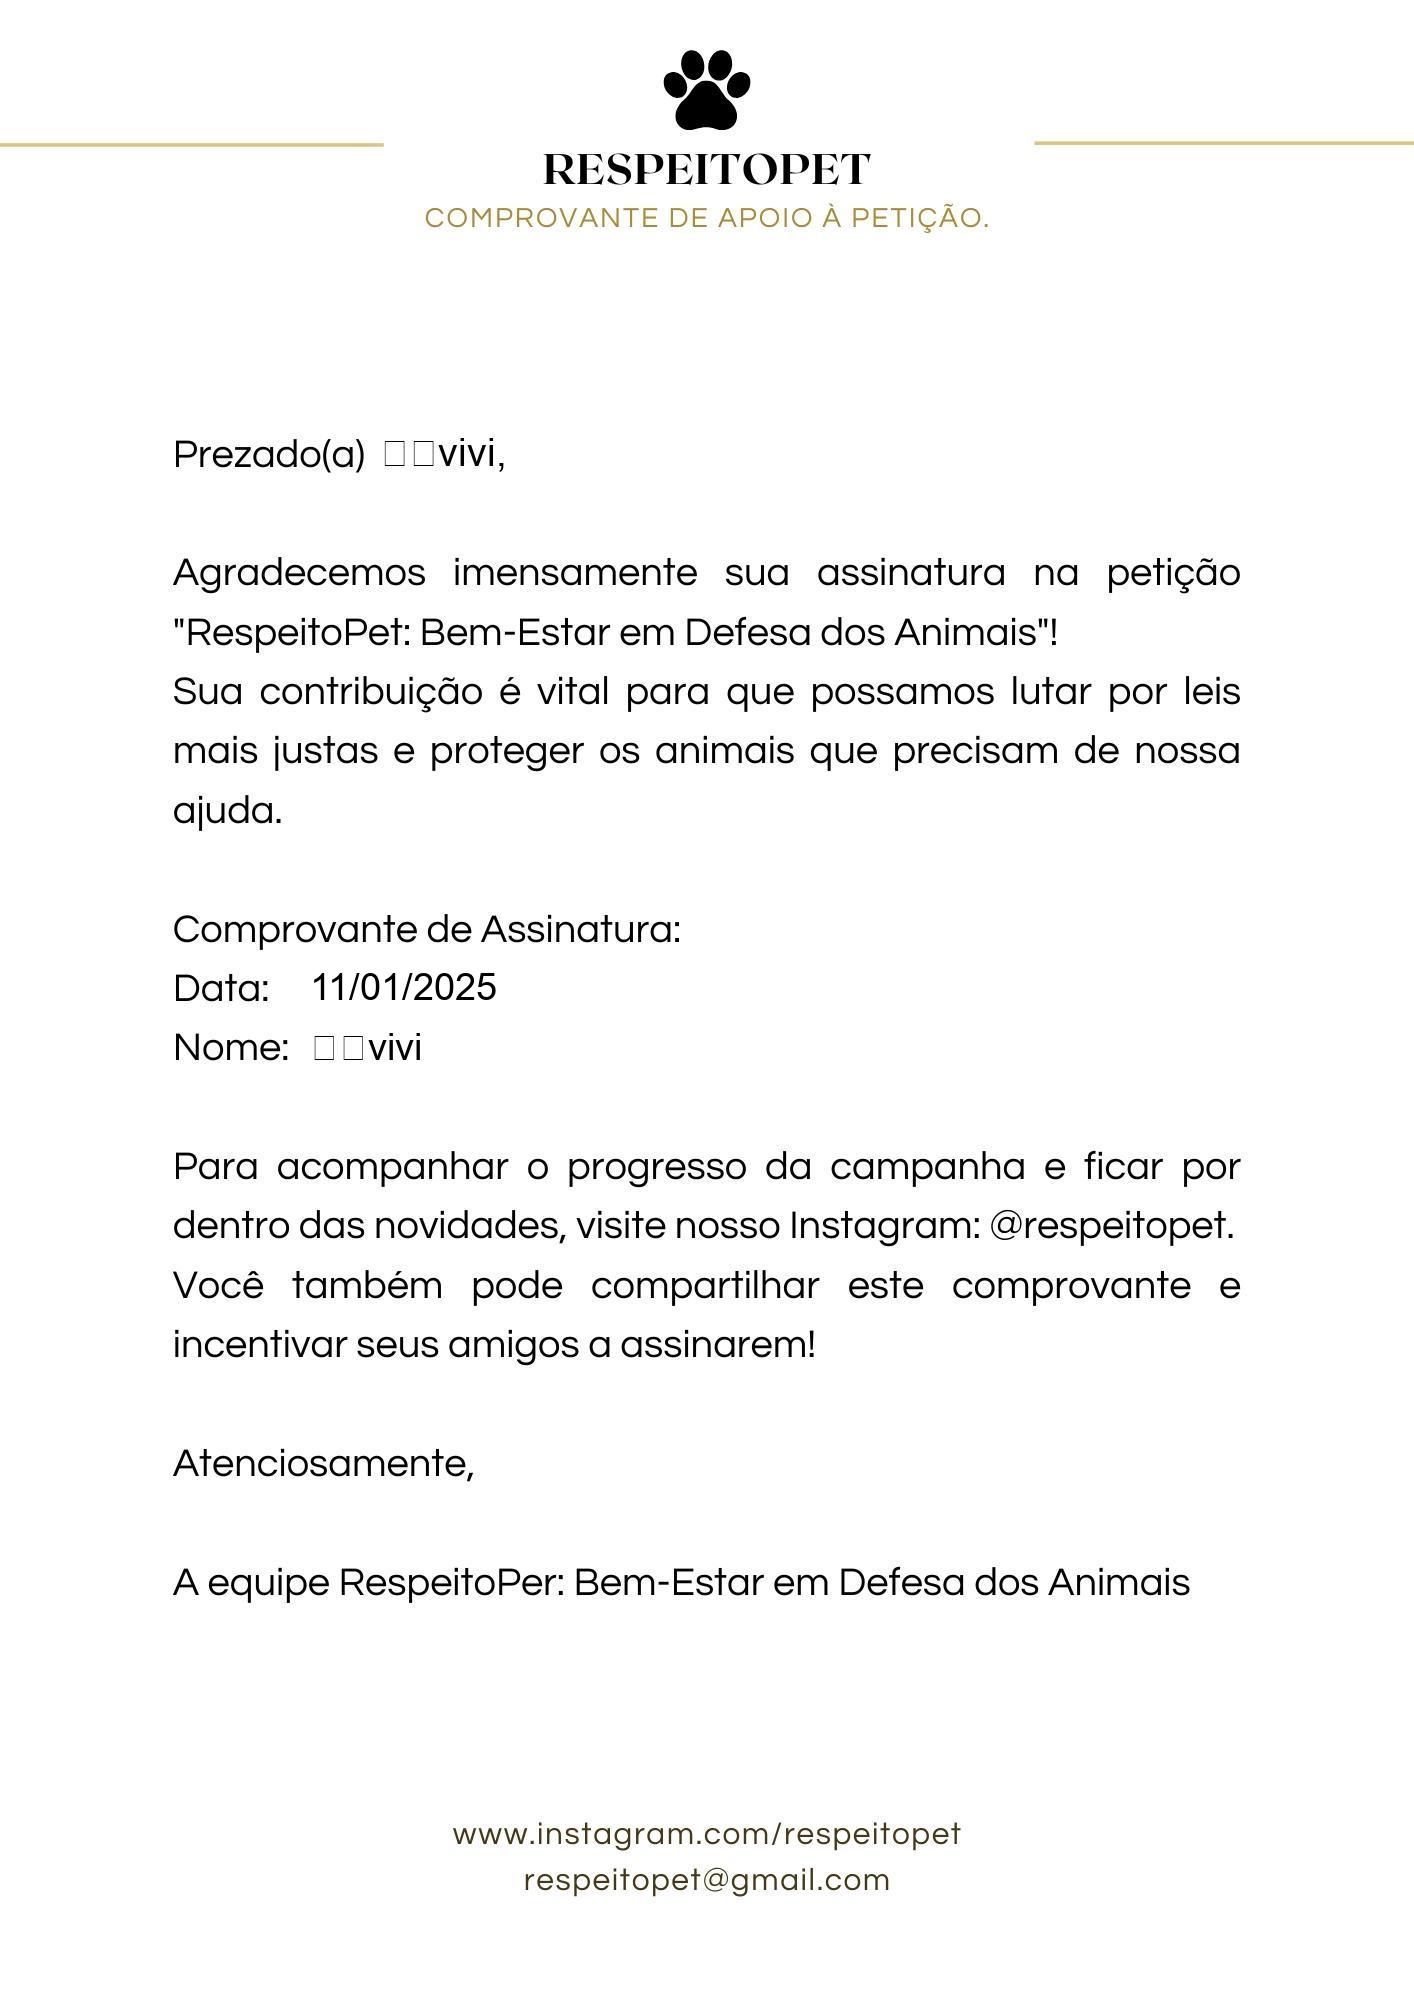 RESPEITOPET
COMPROVANTE DE APOIO À PETIÇÃO.
Prezado(a) □□vivi,
Agradecemos imensamente sua assinatura na petição
"RespeitoPet: Bem-Estar em Defesa dos Animais"!
Sua contribuição é vital para que possamos lutar por leis
mais justas e proteger os animais que precisam de nossa
ajuda.
Comprovante de Assinatura:
Data: 11/01/2025
Nome: □□vivi
Para acompanhar o progresso da campanha e ficar por
dentro das novidades, visite nosso Instagram: @respeitopet.
Você também pode compartilhar este comprovante e
incentivar seus amigos a assinarem!
Atenciosamente,
A equipe RespeitoPer: Bem-Estar em Defesa dos Animais
www.instagram.com/respeitopet
respeitopet@gmail.com